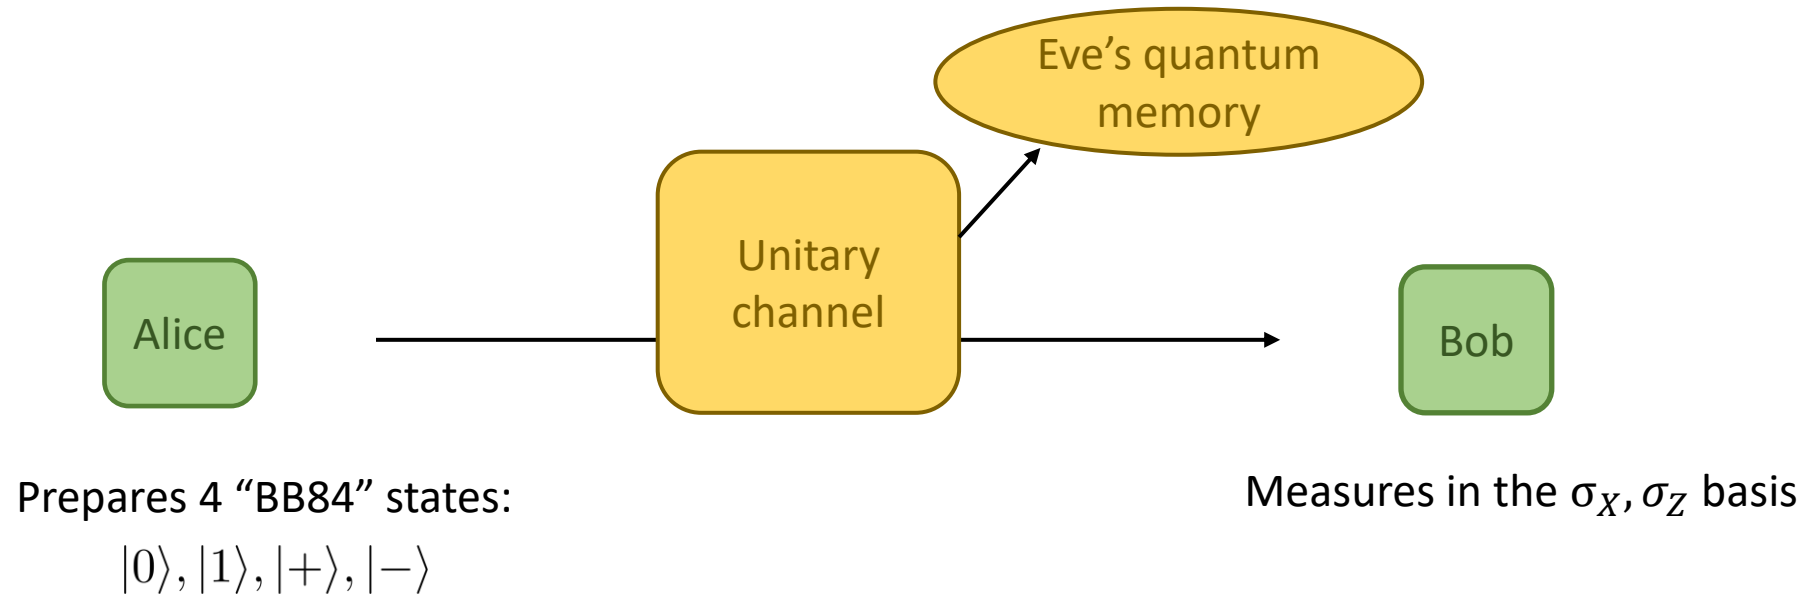 Eve’s quantum
memory
Unitary
channel
Alice
Bob
Prepares 4 “BB84” states:
|0⟩, |1⟩, |+⟩, |−⟩
Measures in the σ_X, σ_Z basis